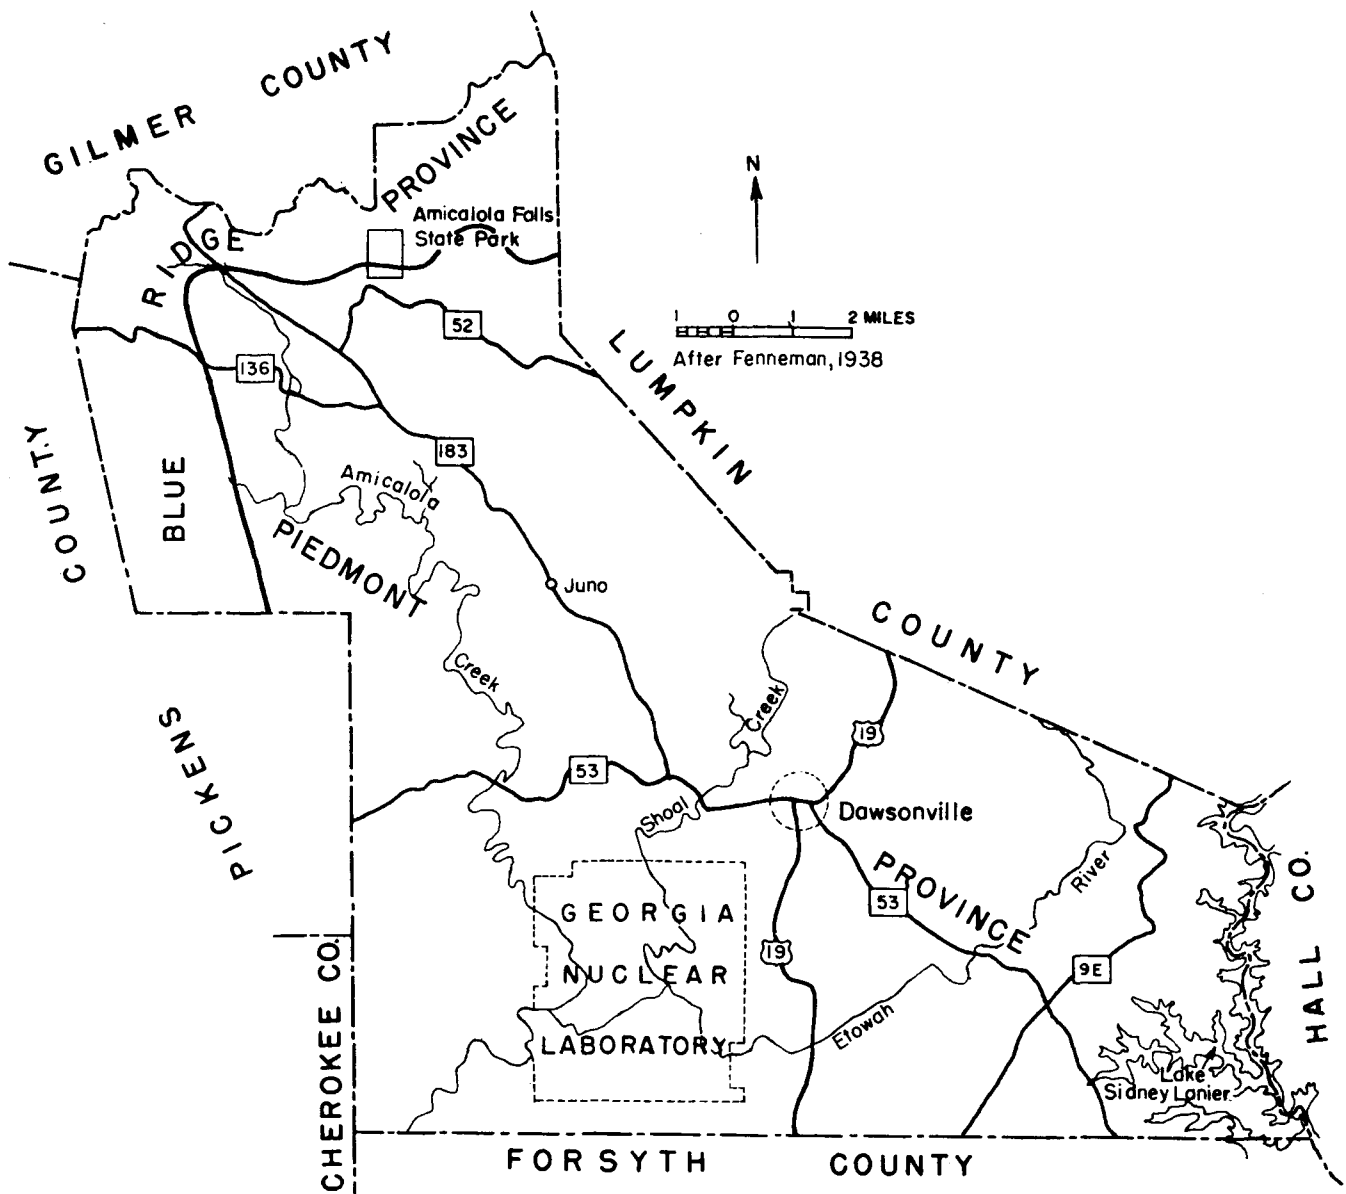 GILMER COUNTY
BLUE RIDGE PROVINCE
Amicalola Falls
State Park
N
1 0 1 2 MILES
After Fenneman, 1938
52
136
183
LUMPKIN COUNTY
PICKENS COUNTY
Amicalola Creek
PIEDMONT PROVINCE
Juno
Shoal Creek
19
53
Dawsonville
Etowah River
53
19
9E
GEORGIA
NUCLEAR
LABORATORY
Lake
Sidney Lanier
HALL CO.
CHEROKEE CO.
FORSYTH COUNTY